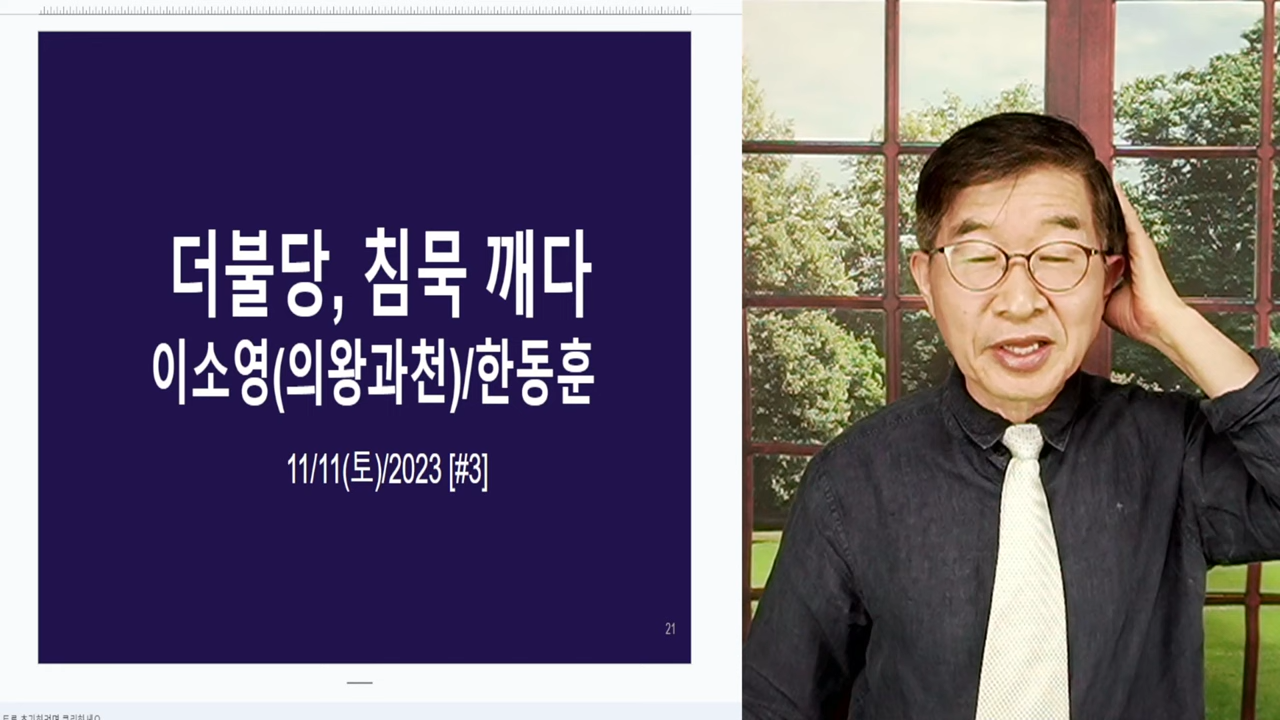 더불당, 침묵 깨다
이소영(의왕과천)/한동훈
11/11(토)/2023 [#3]
21